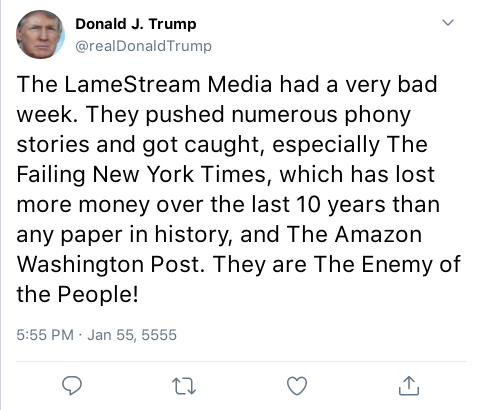 Donald J. Trump
@realDonaldTrump
The LameStream Media had a very bad
week. They pushed numerous phony
stories and got caught, especially The
Failing New York Times, which has lost
more money over the last 10 years than
any paper in history, and The Amazon
Washington Post. They are The Enemy of
the People!
5:55 PM · Jan 55, 5555